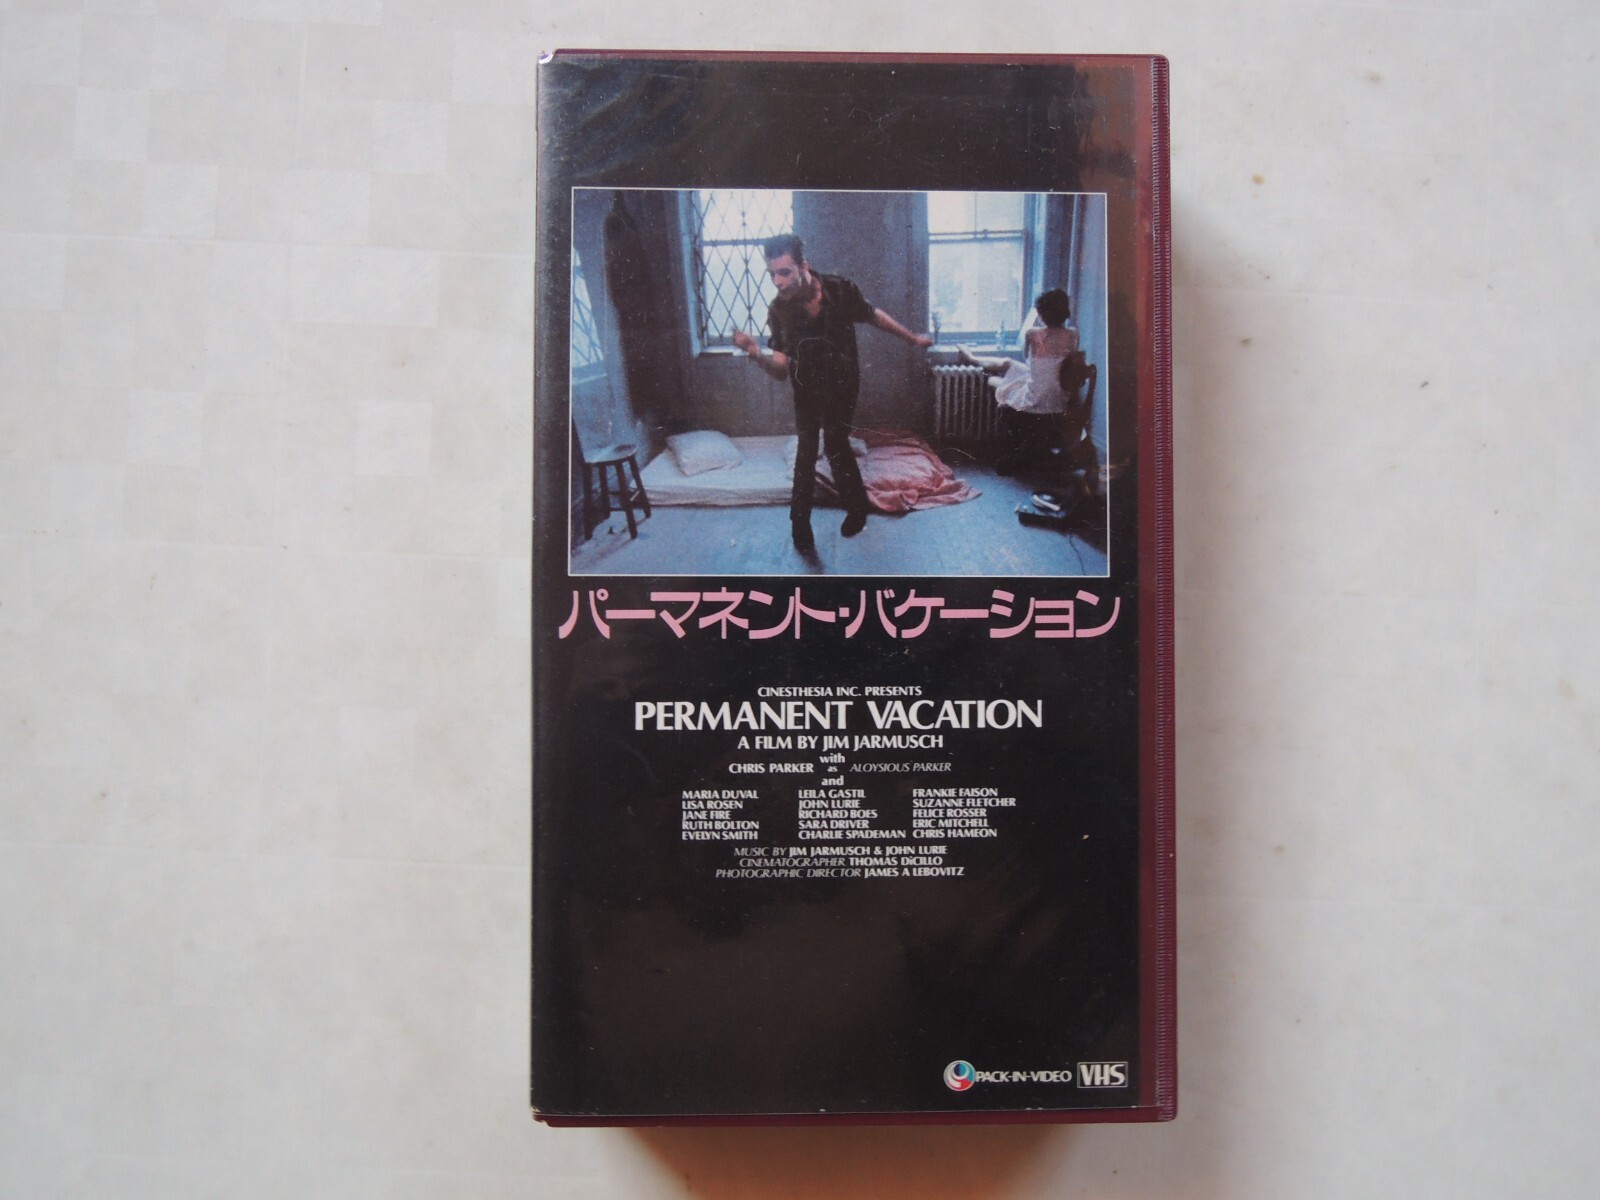 パーマネント・バケーション
CINESTHESIA INC. PRESENTS
PERMANENT VACATION
A FILM BY JIM JARMUSCH
with
CHRIS PARKER as ALOYSIOUS PARKER
and
MARIA DUVAL LEILA GASTIL FRANKIE FAISON
LISA ROSEN JOHN LURIE SUZANNE FLETCHER
JANE FIRE RICHARD BOES FELICE ROSSER
RUTH BOLTON SARA DRIVER ERIC MITCHELL
EVELYN SMITH CHARLIE SPADEMAN CHRIS HAMEON
MUSIC BY JIM JARMUSCH & JOHN LURIE
CINEMATOGRAPHER THOMAS DiCILLO
PHOTOGRAPHIC DIRECTOR JAMES A LEBOVITZ
PACK-IN-VIDEO VHS